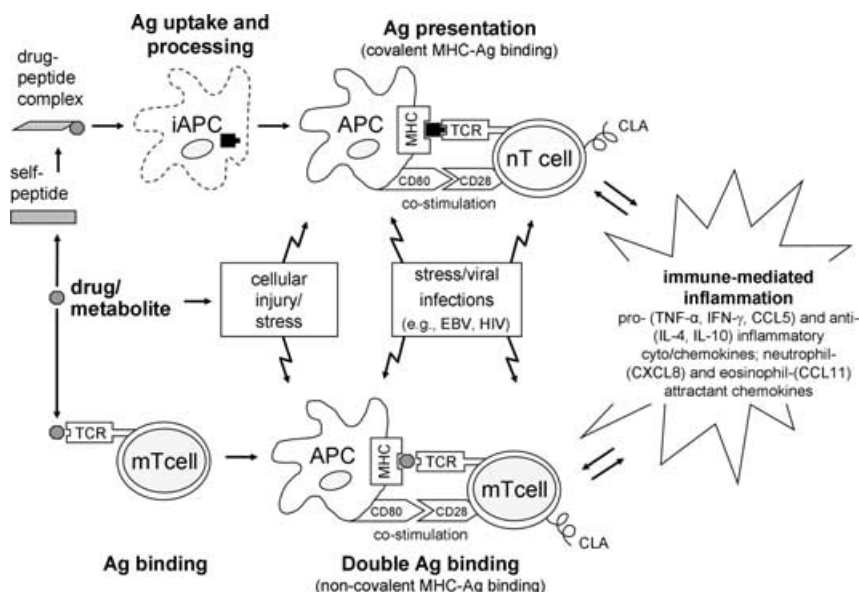 Ag uptake and
processing
Ag presentation
(covalent MHC-Ag binding)
drug-
peptide
complex
iAPC
APC
MHC
TCR
nT cell
CLA
CD80
CD28
co-stimulation
self-
peptide
drug/
metabolite
cellular
injury/
stress
stress/viral
infections
(e.g., EBV, HIV)
immune-mediated
inflammation
pro- (TNF-α, IFN-γ, CCL5) and anti-
(IL-4, IL-10) inflammatory
cyto/chemokines; neutrophil-
(CXCL8) and eosinophil-(CCL11)
attractant chemokines
TCR
mTcell
APC
MHC
TCR
mTcell
CD80
CD28
co-stimulation
CLA
Ag binding
Double Ag binding
(non-covalent MHC-Ag binding)